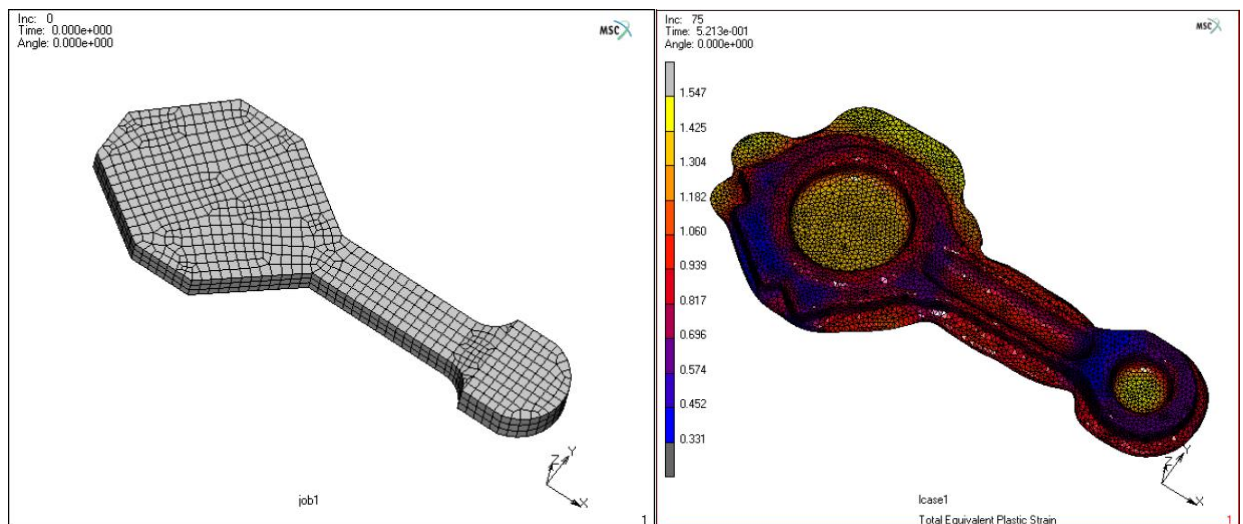 Inc: 0
Time: 0.000e+000
Angle: 0.000e+000
MSC
Z
Y
X
job1
1
Inc: 75
Time: 5.213e-001
Angle: 0.000e+000
MSC
1.547
1.425
1.304
1.182
1.060
0.939
0.817
0.696
0.574
0.452
0.331
Z
Y
X
lcase1
Total Equivalent Plastic Strain
1